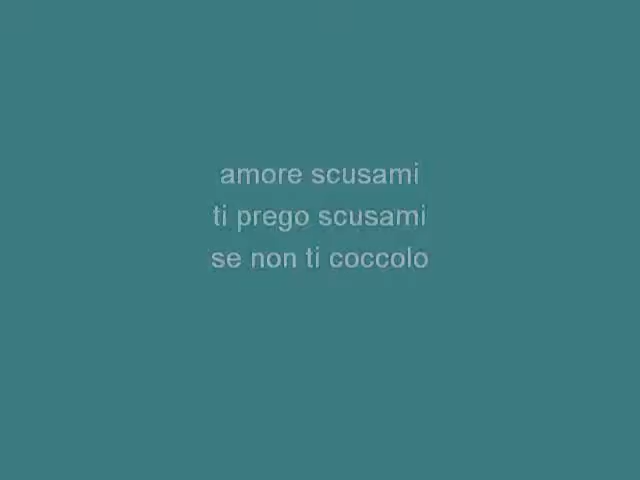 amore scusami
ti prego scusami
se non ti coccolo